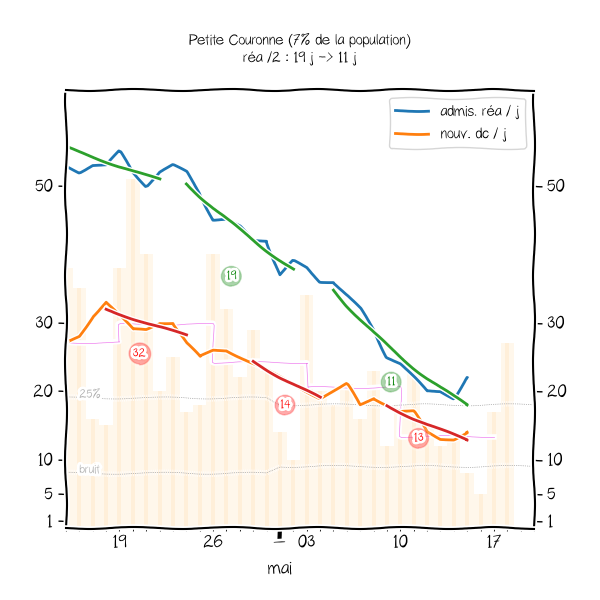 Petite Couronne (7% de la population)
réa /2 : 19 j -> 11 j
admis. réa / j
nouv. dc / j
50 50
19
30 30
32
11
20 20
25%
14
13
10 10
bruit
5 5
1 1
19 26 03 10 17
mai